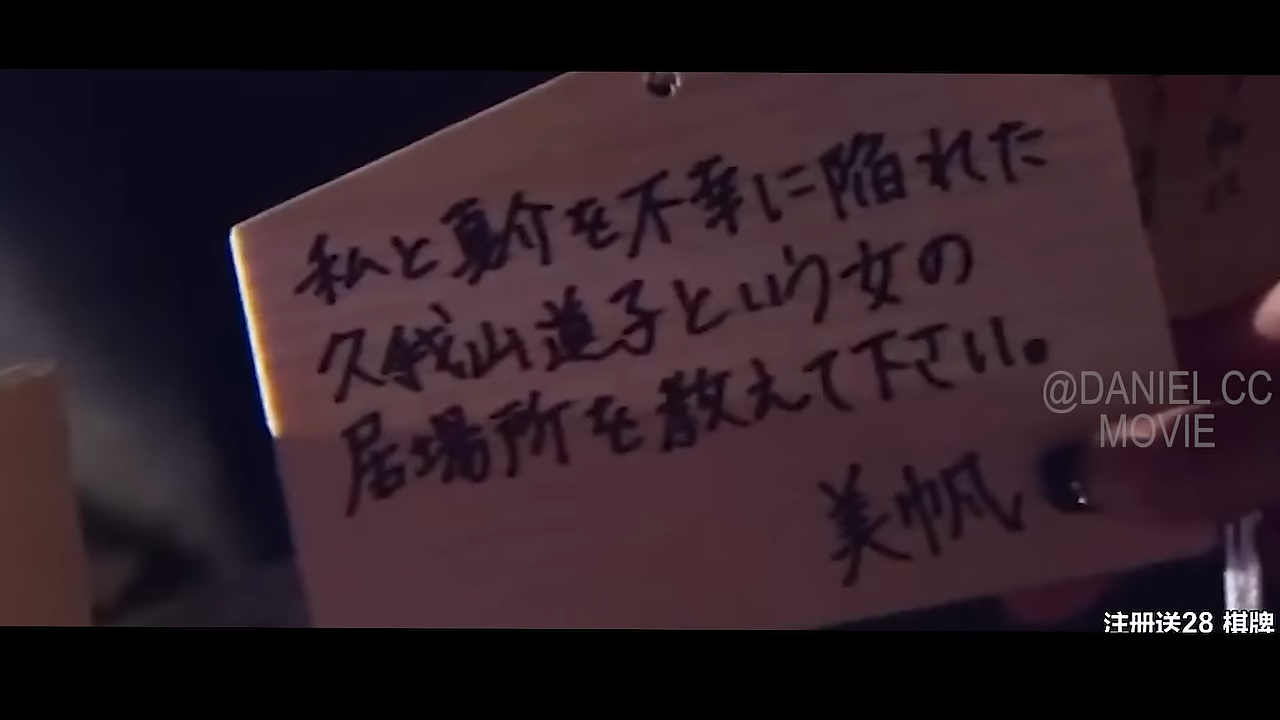 私と真介を不幸に陥れた
久我山道子という女の
居場所を教えて下さい。
美帆
@DANIEL CC
MOVIE
注册送28 棋牌